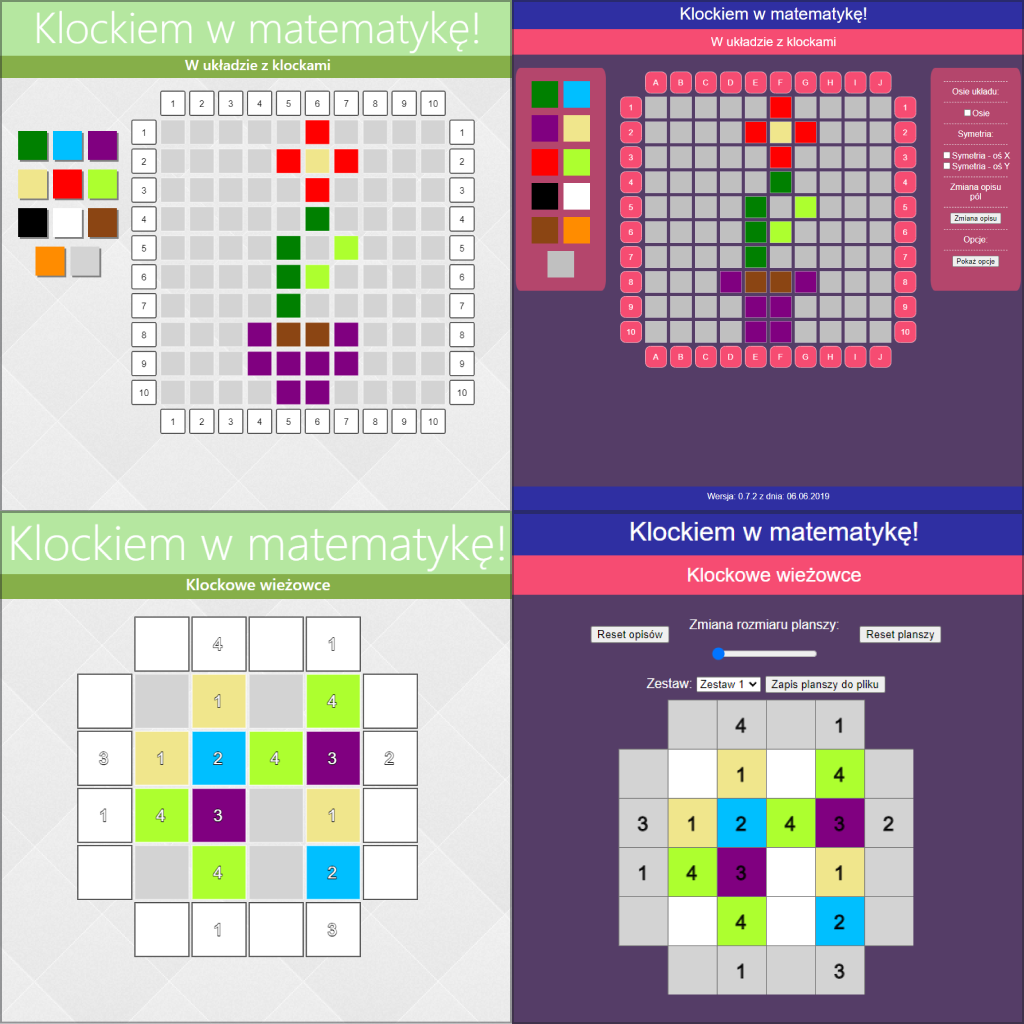 Klockiem w matematykę!
W układzie z klockami
1 2 3 4 5 6 7 8 9 10
1 1
2 2
3 3
4 4
5 5
6 6
7 7
8 8
9 9
10 10
1 2 3 4 5 6 7 8 9 10
Klockiem w matematykę!
W układzie z klockami
A B C D E F G H I J
1 1
2 2
3 3
4 4
5 5
6 6
7 7
8 8
9 9
10 10
A B C D E F G H I J
Osie układu:
Osie
Symetria:
Symetria - oś X
Symetria - oś Y
Zmiana opisu
pól
Zmiana opisu
Opcje:
Pokaż opcje
Wersja: 0.7.2 z dnia: 06.06.2019
Klockiem w matematykę!
Klockowe wieżowce
4 1
1 4
3 1 2 4 3 2
1 4 3 1
4 2
1 3
Klockiem w matematykę!
Klockowe wieżowce
Reset opisów
Zmiana rozmiaru planszy:
Reset planszy
Zestaw: Zestaw 1 Zapis planszy do pliku
4 1
1 4
3 1 2 4 3 2
1 4 3 1
4 2
1 3